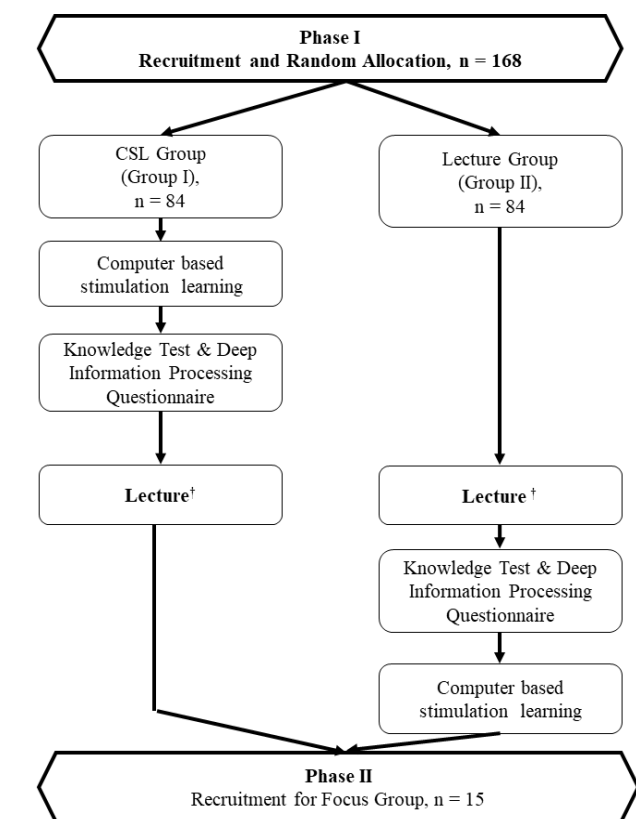 Phase I
Recruitment and Random Allocation, n = 168
CSL Group
(Group I),
n = 84
Lecture Group
(Group II),
n = 84
Computer based
stimulation learning
Knowledge Test & Deep
Information Processing
Questionnaire
Lecture†
Lecture †
Knowledge Test & Deep
Information Processing
Questionnaire
Computer based
stimulation learning
Phase II
Recruitment for Focus Group, n = 15